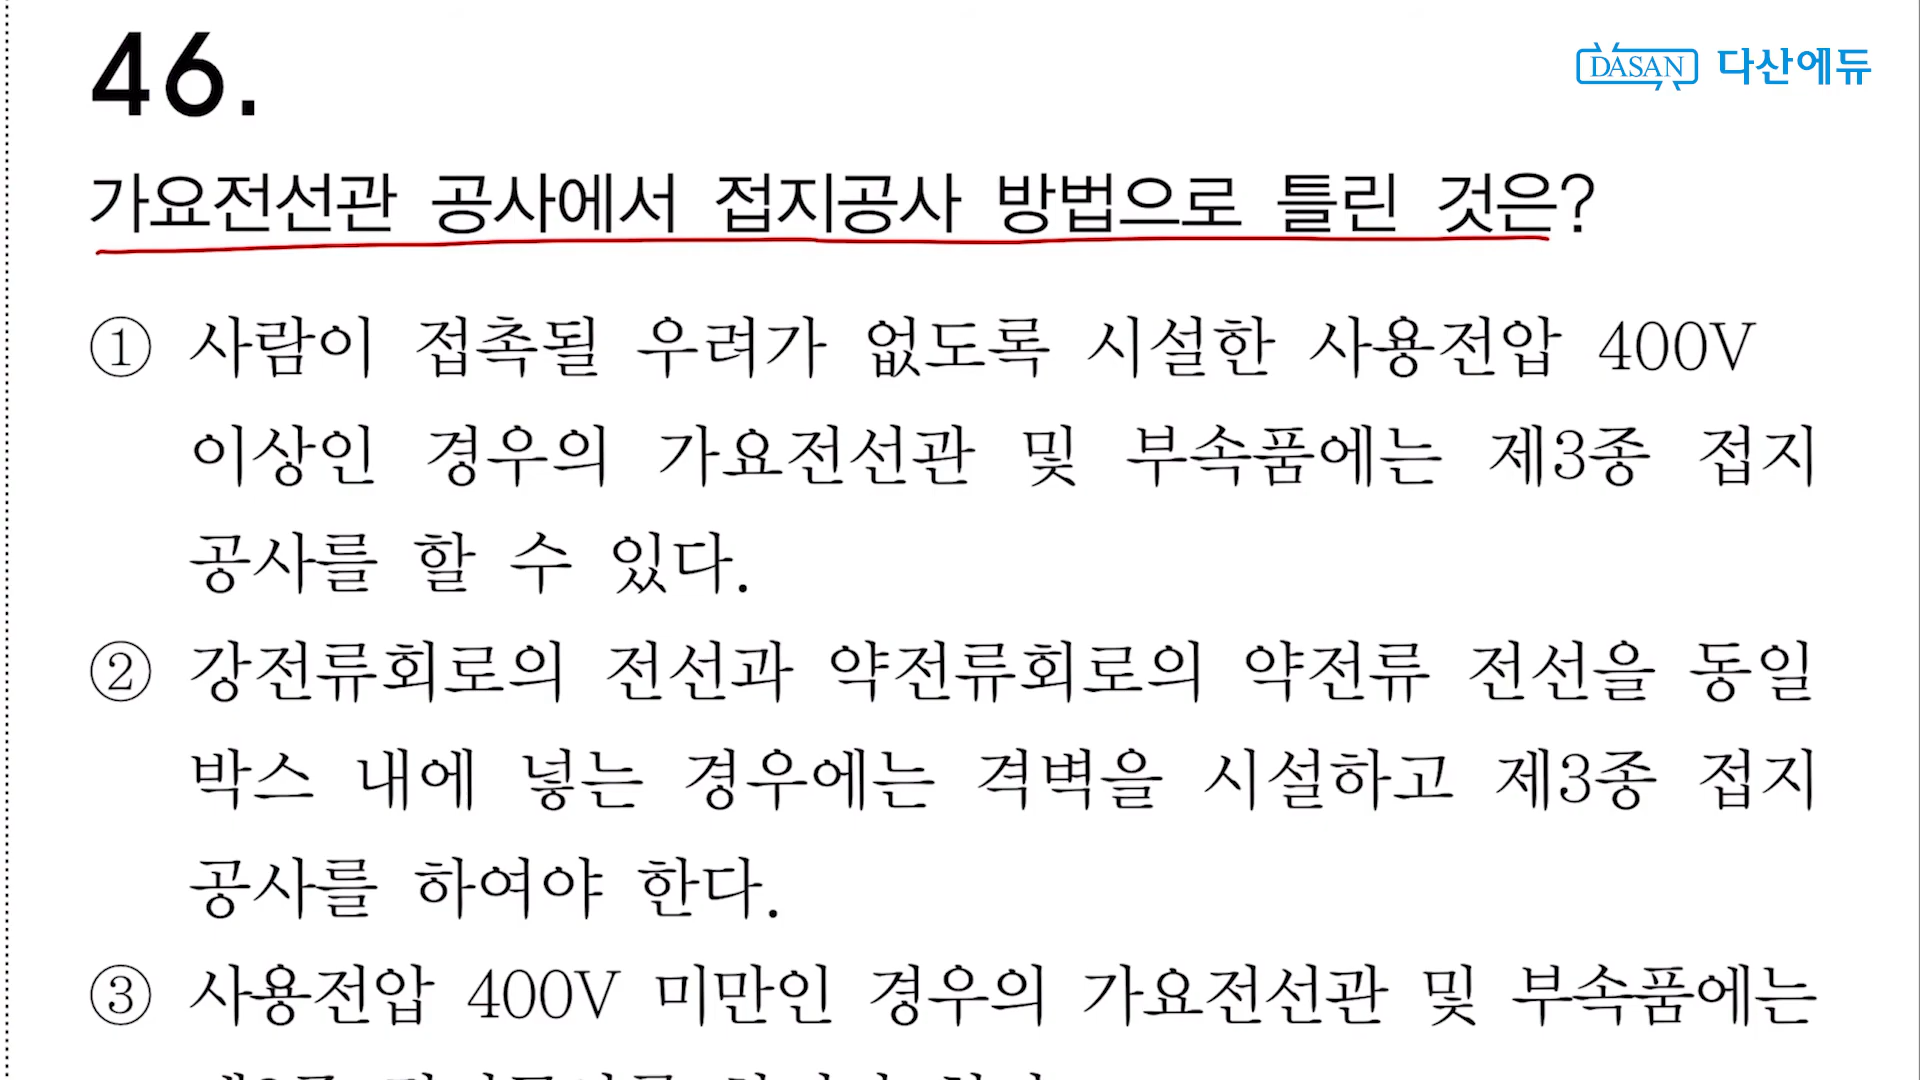 46.
DASAN 다산에듀
가요전선관 공사에서 접지공사 방법으로 틀린 것은?
① 사람이 접촉될 우려가 없도록 시설한 사용전압 400V
이상인 경우의 가요전선관 및 부속품에는 제3종 접지
공사를 할 수 있다.
② 강전류회로의 전선과 약전류회로의 약전류 전선을 동일
박스 내에 넣는 경우에는 격벽을 시설하고 제3종 접지
공사를 하여야 한다.
③ 사용전압 400V 미만인 경우의 가요전선관 및 부속품에는